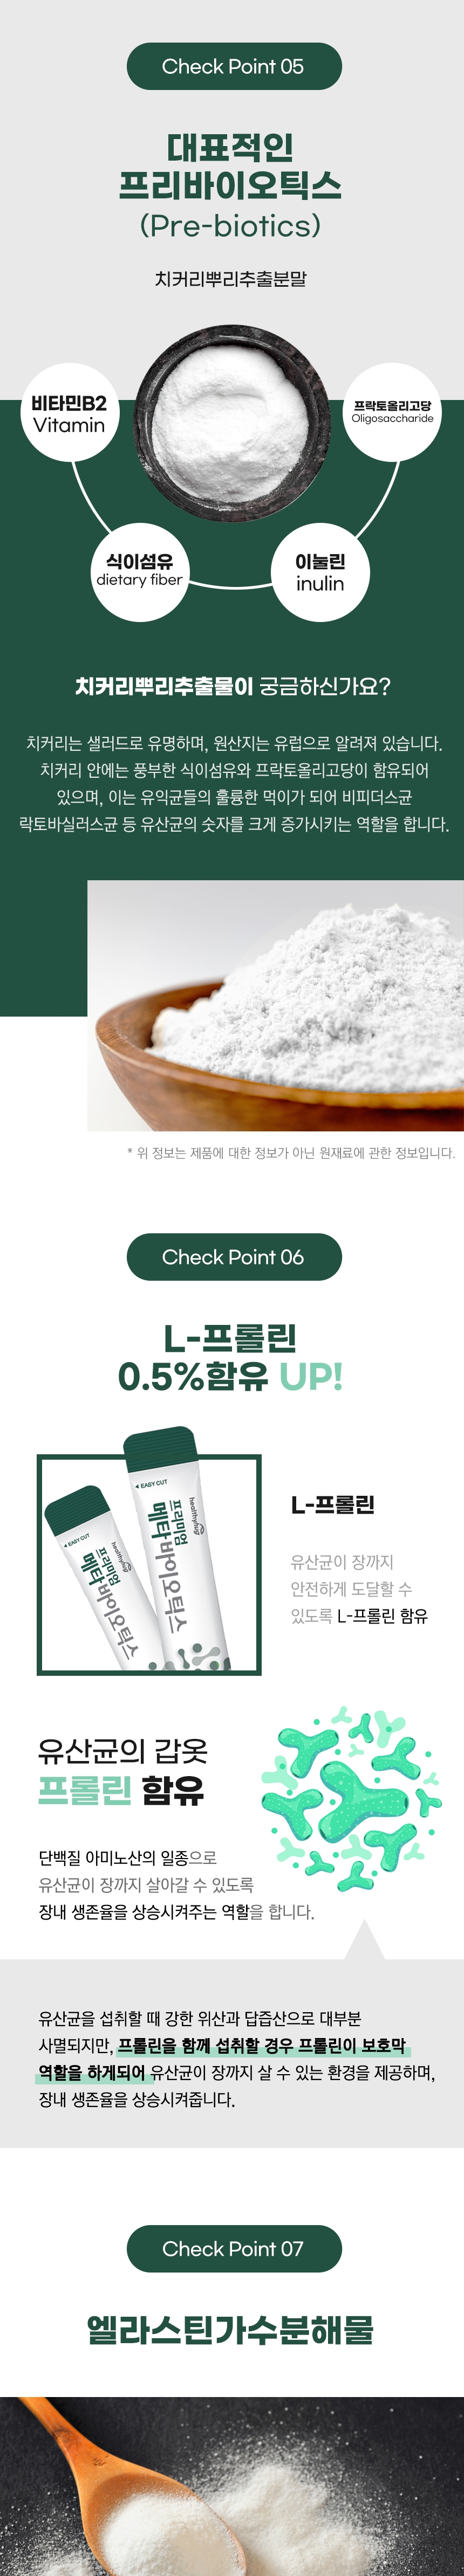 Check Point 05
대표적인
프리바이오틱스
(Pre-biotics)
치커리뿌리추출분말
비타민B2
Vitamin
프락토올리고당
Oligosaccharide
식이섬유
dietary fiber
이눌린
inulin
치커리뿌리추출물이 궁금하신가요?
치커리는 샐러드로 유명하며, 원산지는 유럽으로 알려져 있습니다.
치커리 안에는 풍부한 식이섬유와 프락토올리고당이 함유되어
있으며, 이는 유익균들의 훌륭한 먹이가 되어 비피더스균
락토바실러스균 등 유산균의 숫자를 크게 증가시키는 역할을 합니다.
* 위 정보는 제품에 대한 정보가 아닌 원재료에 관한 정보입니다.
Check Point 06
L-프롤린
0.5%함유 UP!
EASY CUT
healthyfing
프리미엄
메타바이오틱스
EASY CUT
healthyfing
프리미엄
메타바이오틱스
L-프롤린
유산균이 장까지
안전하게 도달할 수
있도록 L-프롤린 함유
유산균의 갑옷
프롤린 함유
단백질 아미노산의 일종으로
유산균이 장까지 살아갈 수 있도록
장내 생존율을 상승시켜주는 역할을 합니다.
유산균을 섭취할 때 강한 위산과 답즙산으로 대부분
사멸되지만, 프롤린을 함께 섭취할 경우 프롤린이 보호막
역할을 하게되어 유산균이 장까지 살 수 있는 환경을 제공하며,
장내 생존율을 상승시켜줍니다.
Check Point 07
엘라스틴가수분해물